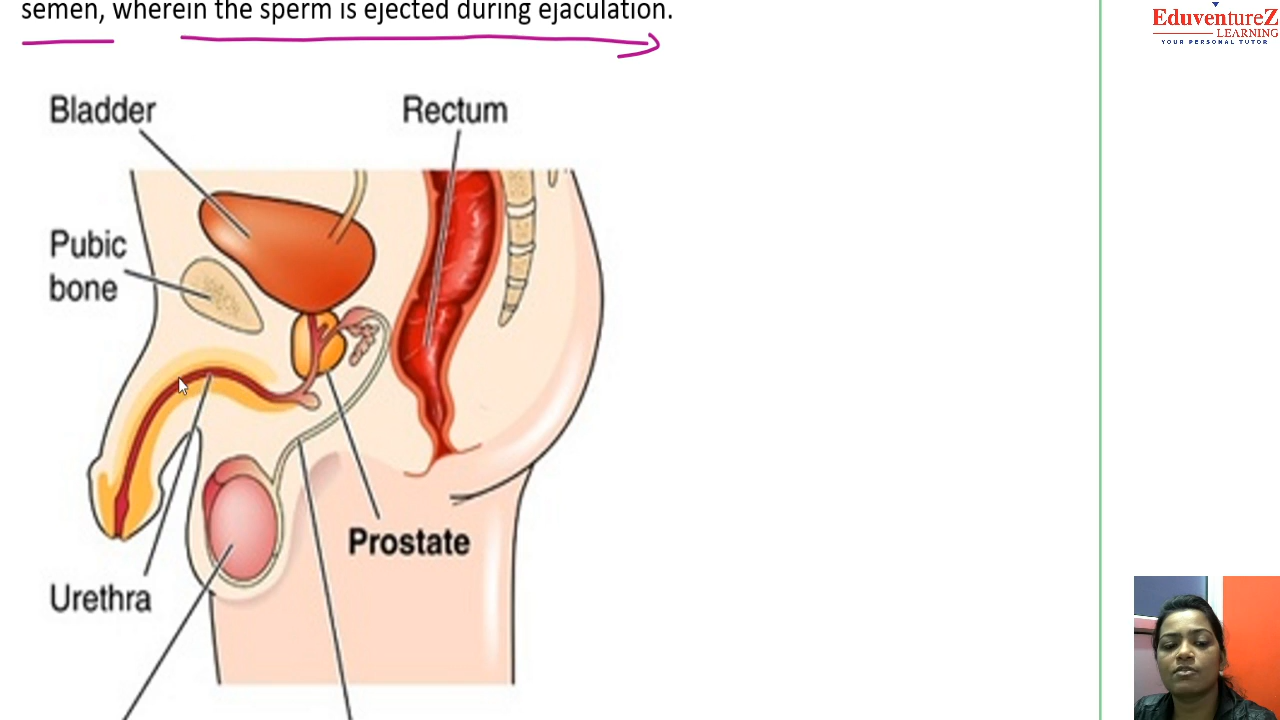 semen, wherein the sperm is ejected during ejaculation.
EduventureZ
LEARNING
YOUR PERSONAL TUTOR
Bladder
Rectum
Pubic
bone
Prostate
Urethra